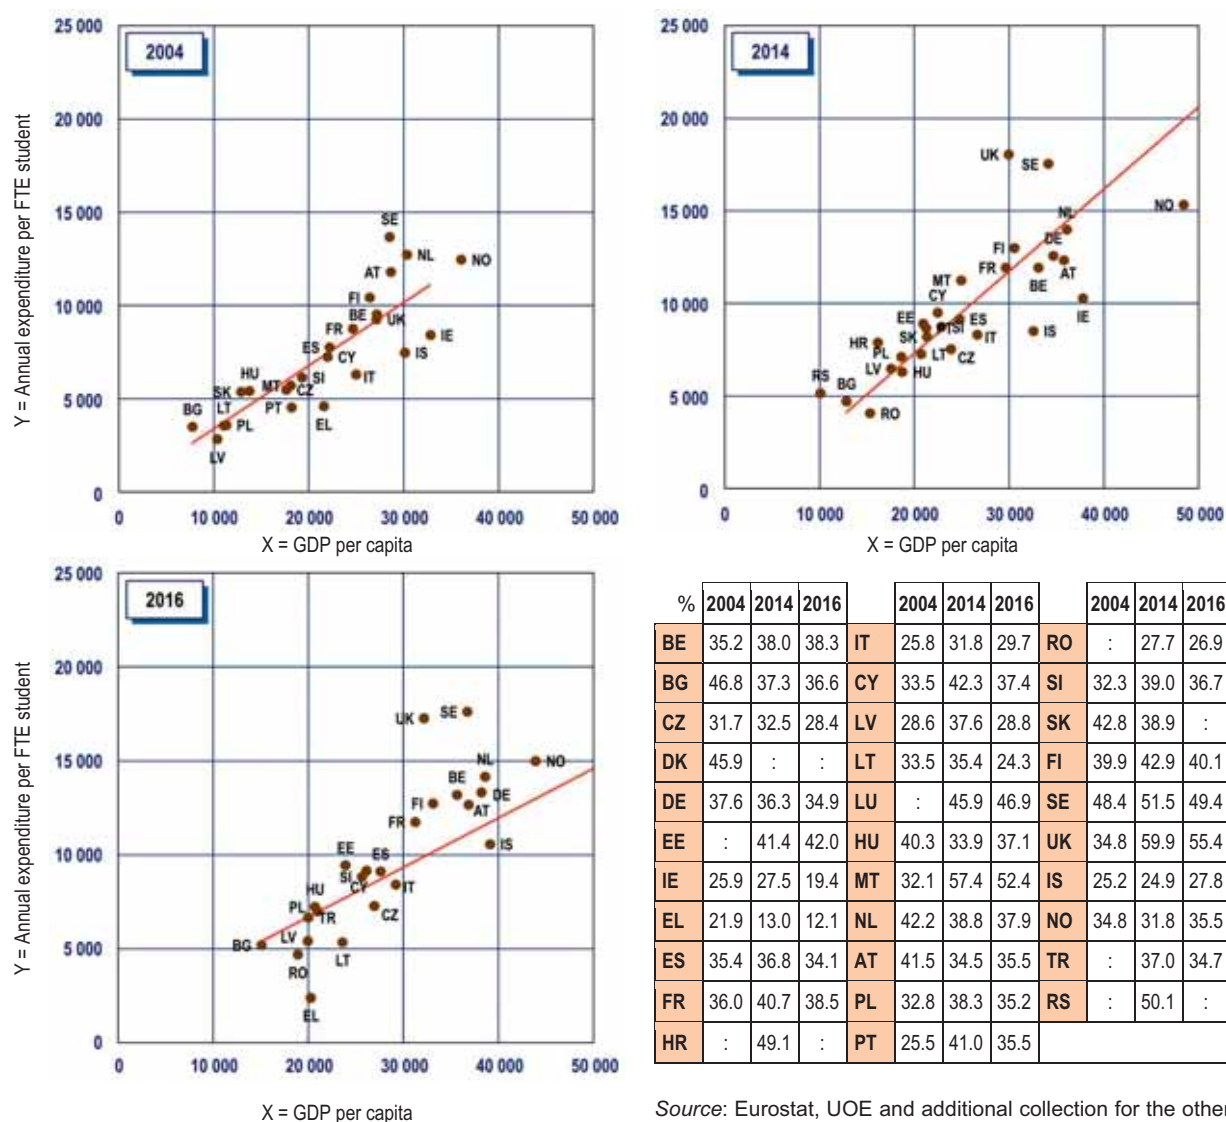 25 000
20 000
15 000
10 000
5 000
0
0 10 000 20 000 30 000 40 000 50 000
2004
Y = Annual expenditure per FTE student
X = GDP per capita
SE
NL
NO
AT
FI
BE
UK
FR
IE
ES
IS
CY
IT
SI
HU
MT
CZ
SK
LT
PT
EL
BG
PL
LV
25 000
20 000
15 000
10 000
5 000
0
0 10 000 20 000 30 000 40 000 50 000
2014
X = GDP per capita
UK
SE
NO
NL
FI
DE
FR
AT
BE
MT
CY
IE
EE
ES
SI
IS
SK
IT
HR
PL
LT
CZ
LV
HU
RS
BG
RO
25 000
20 000
15 000
10 000
5 000
0
0 10 000 20 000 30 000 40 000 50 000
2016
Y = Annual expenditure per FTE student
X = GDP per capita
UK
SE
NL
NO
BE
DE
FI
AT
FR
IS
EE
ES
SI
CY
IT
HU
PL
TR
CZ
LV
BG
LT
RO
EL
% 2004 2014 2016 2004 2014 2016 2004 2014 2016
BE 35.2 38.0 38.3 IT 25.8 31.8 29.7 RO : 27.7 26.9
BG 46.8 37.3 36.6 CY 33.5 42.3 37.4 SI 32.3 39.0 36.7
CZ 31.7 32.5 28.4 LV 28.6 37.6 28.8 SK 42.8 38.9 :
DK 45.9 : : LT 33.5 35.4 24.3 FI 39.9 42.9 40.1
DE 37.6 36.3 34.9 LU : 45.9 46.9 SE 48.4 51.5 49.4
EE : 41.4 42.0 HU 40.3 33.9 37.1 UK 34.8 59.9 55.4
IE 25.9 27.5 19.4 MT 32.1 57.4 52.4 IS 25.2 24.9 27.8
EL 21.9 13.0 12.1 NL 42.2 38.8 37.9 NO 34.8 31.8 35.5
ES 35.4 36.8 34.1 AT 41.5 34.5 35.5 TR : 37.0 34.7
FR 36.0 40.7 38.5 PL 32.8 38.3 35.2 RS : 50.1 :
HR : 49.1 : PT 25.5 41.0 35.5
Source: Eurostat, UOE and additional collection for the other